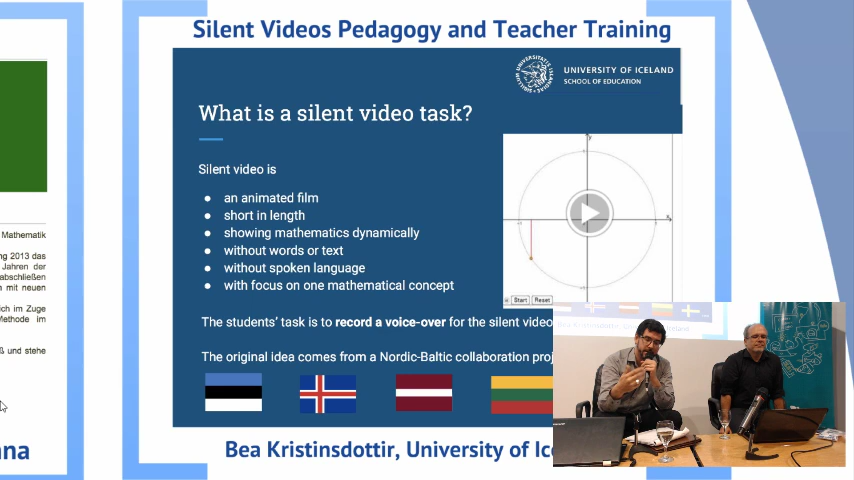 Silent Videos Pedagogy and Teacher Training
UNIVERSITY OF ICELAND
SCHOOL OF EDUCATION
What is a silent video task?
Silent video is
● an animated film
● short in length
● showing mathematics dynamically
● without words or text
● without spoken language
● with focus on one mathematical concept
Start Reset
The students' task is to record a voice-over for the silent video
The original idea comes from a Nordic-Baltic collaboration proj
Bea Kristinsdottir, University of Ice
Mathematik
ng 2013 das
Jahren der
abschließen
n mit neuen
ich im Zuge
Methode im
ß und stehe
na